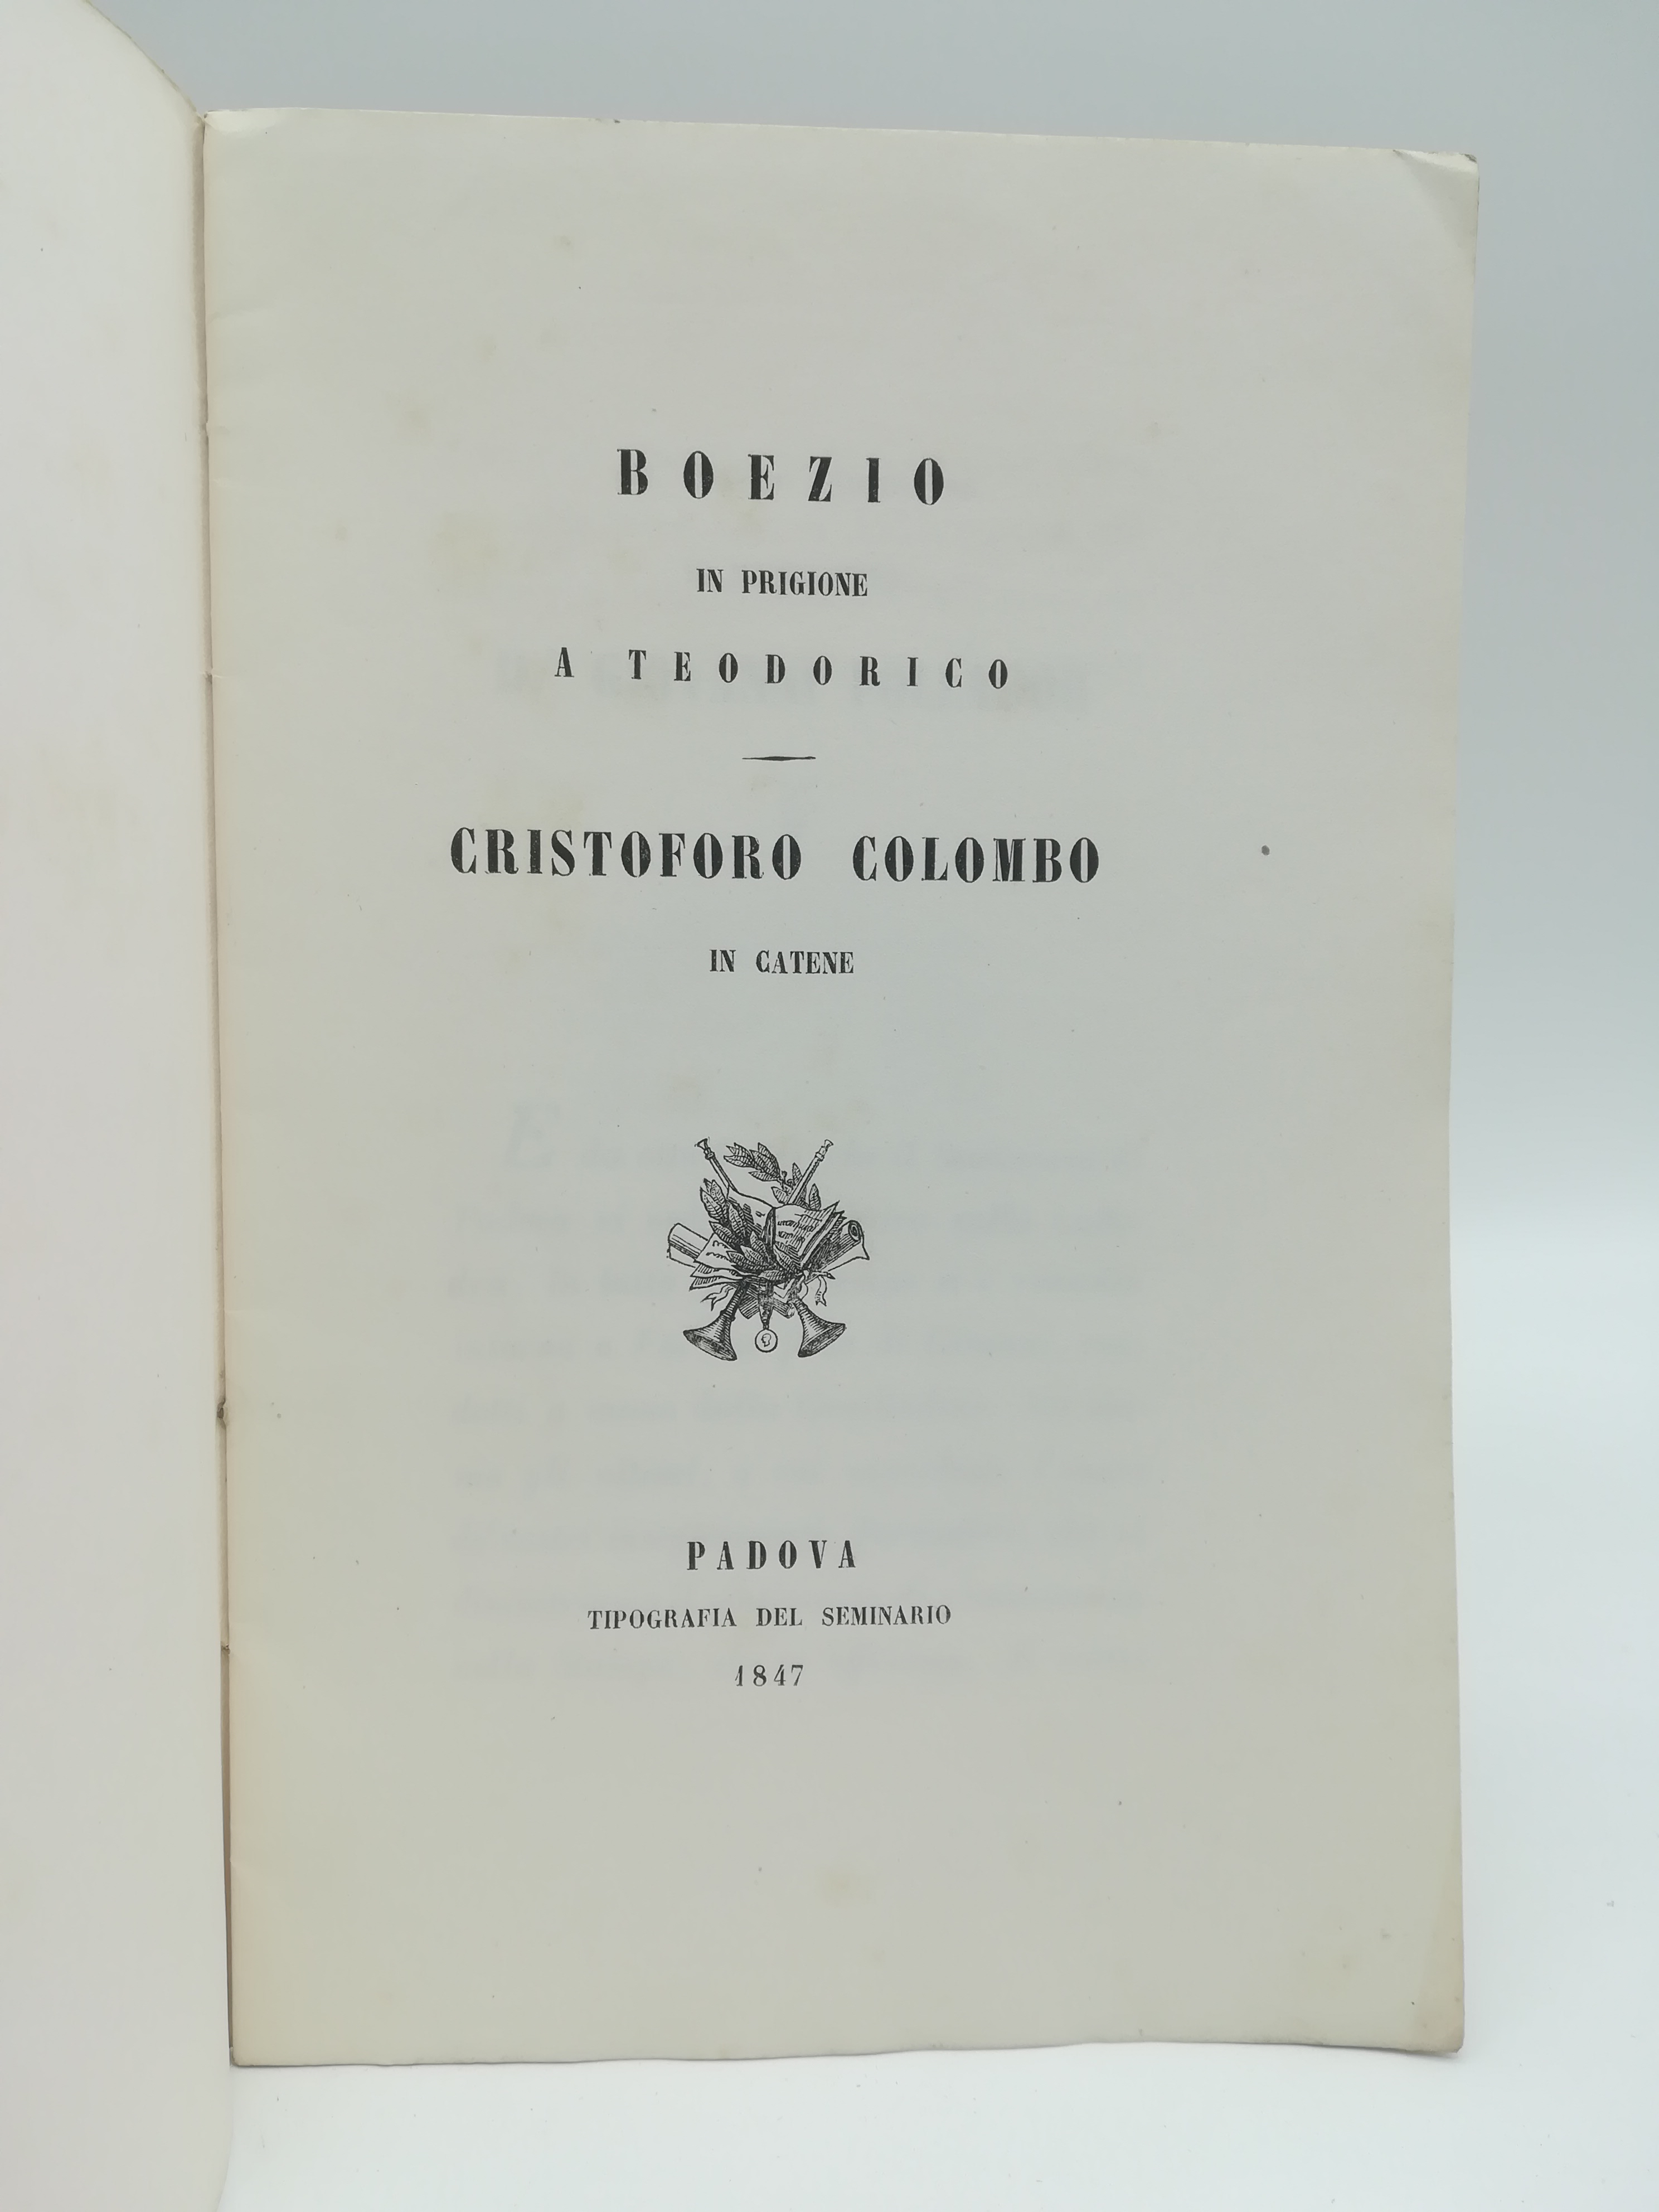 BOEZIO
IN PRIGIONE
A TEODORICO
CRISTOFORO COLOMBO
IN CATENE
PADOVA
TIPOGRAFIA DEL SEMINARIO
1847